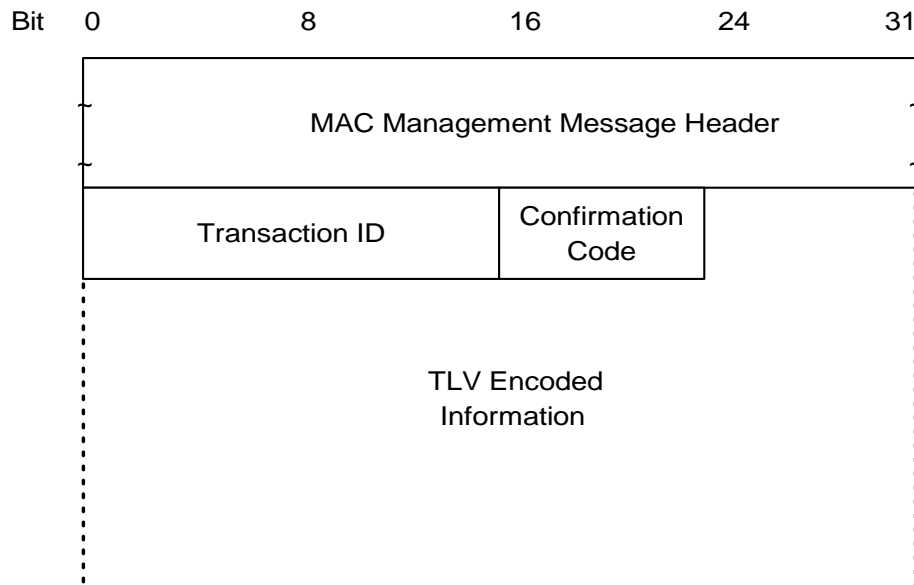 Bit 0 8 16 24 31
MAC Management Message Header
Transaction ID
Confirmation
Code
TLV Encoded
Information